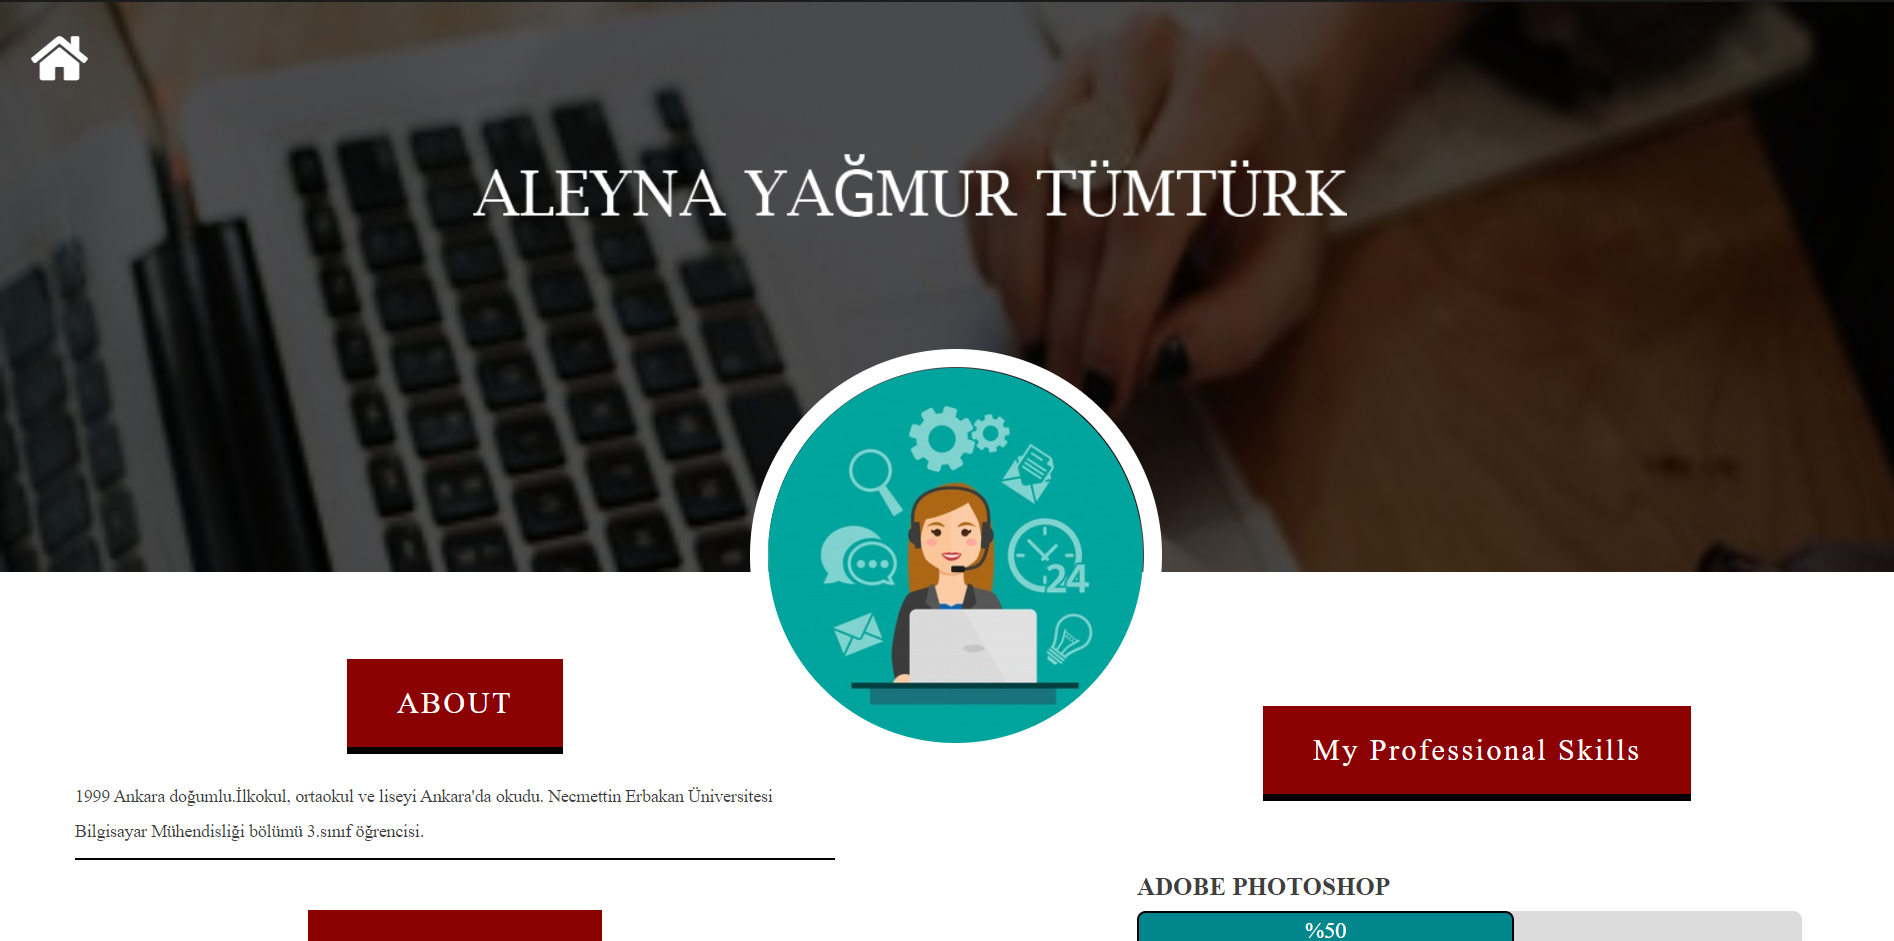 ALEYNA YAĞMUR TÜMTÜRK
24
ABOUT
1999 Ankara doğumlu.İlkokul, ortaokul ve liseyi Ankara'da okudu. Necmettin Erbakan Üniversitesi
Bilgisayar Mühendisliği bölümü 3.sınıf öğrencisi.
My Professional Skills
ADOBE PHOTOSHOP
%50